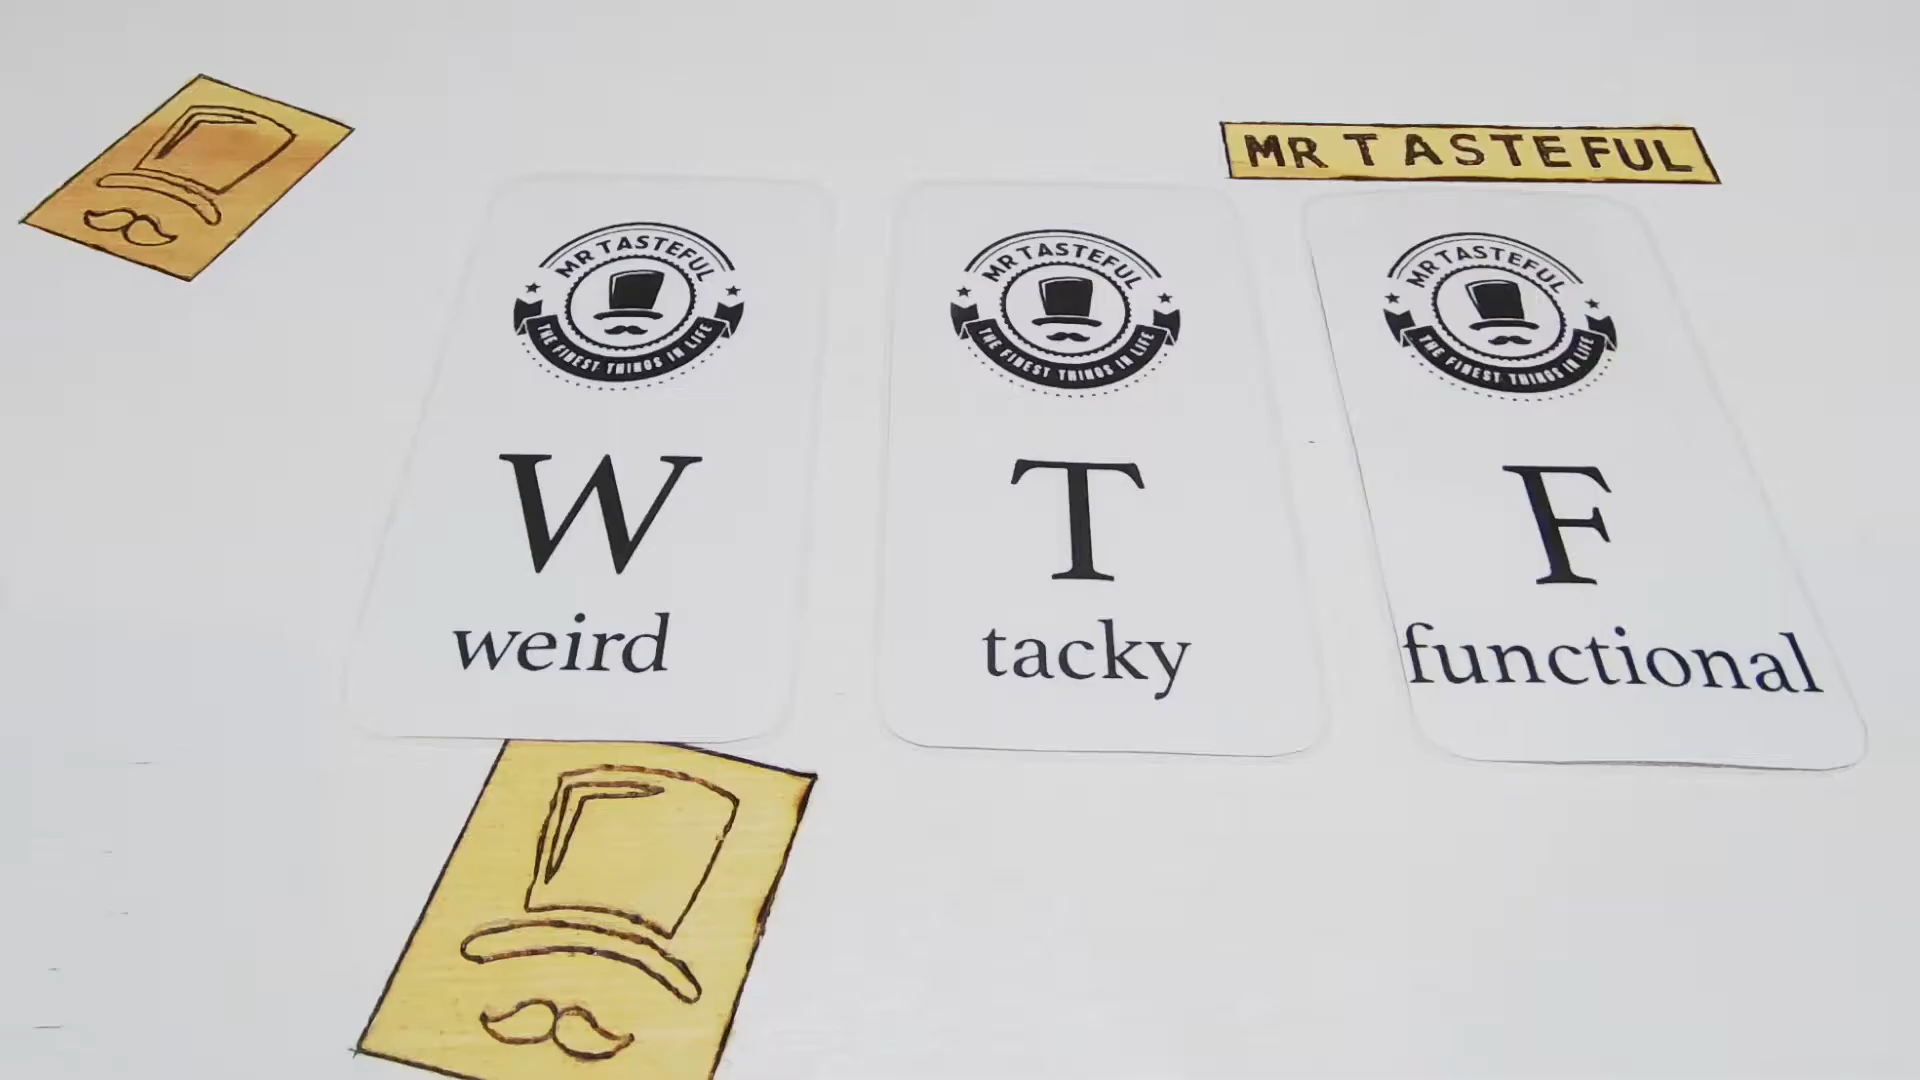 MR TASTEFUL
MR TASTEFUL
THE FINEST THINGS IN LIFE
W
weird
MR TASTEFUL
THE FINEST THINGS IN LIFE
T
tacky
MR TASTEFUL
THE FINEST THINGS IN LIFE
F
functional